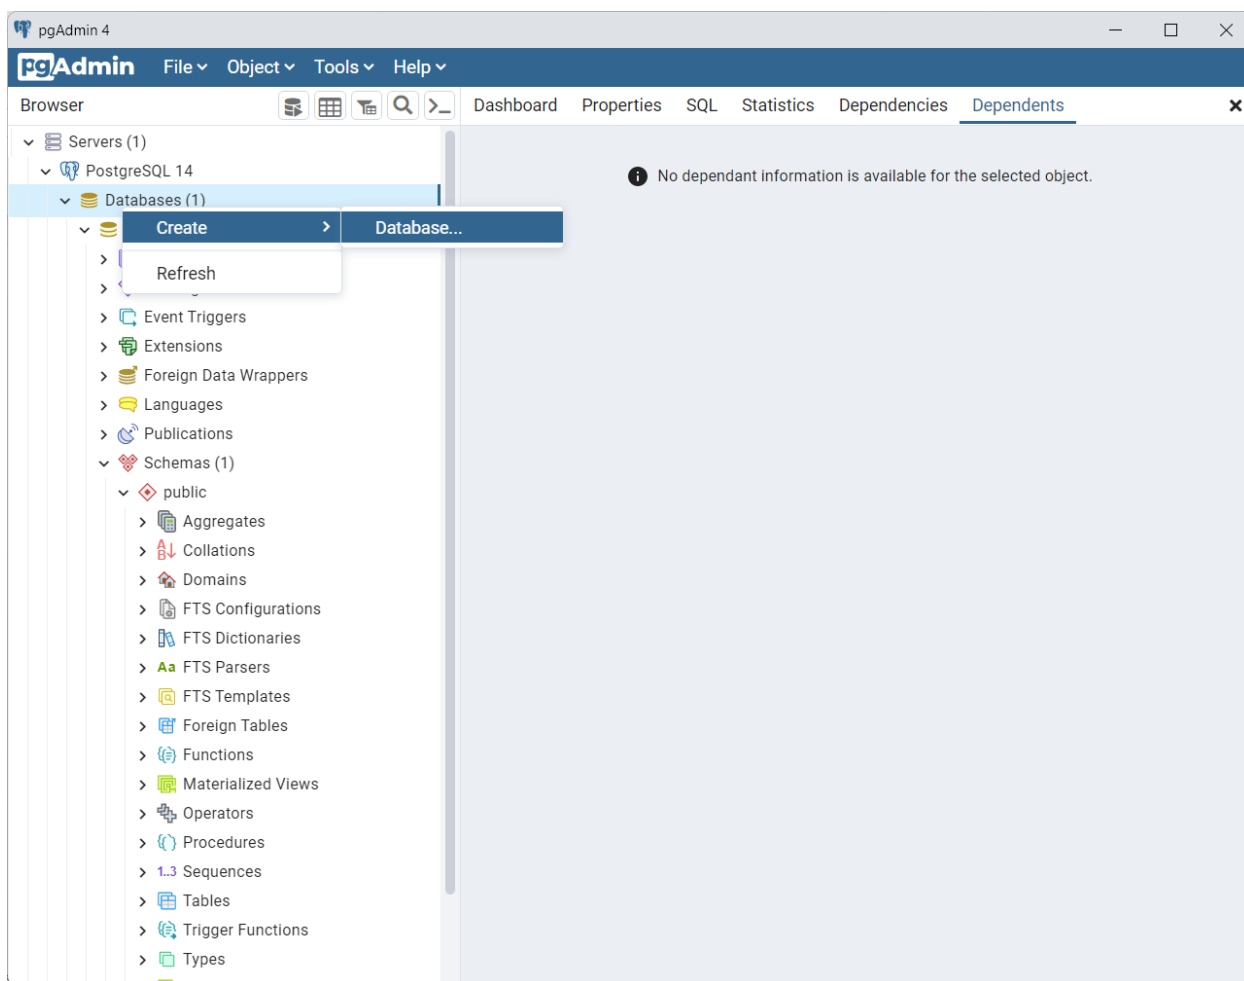 pgAdmin 4
pgAdmin File Object Tools Help
Browser
Dashboard Properties SQL Statistics Dependencies Dependents
Servers (1)
PostgreSQL 14
Databases (1)
Create
Database...
Refresh
Event Triggers
Extensions
Foreign Data Wrappers
Languages
Publications
Schemas (1)
public
Aggregates
Collations
Domains
FTS Configurations
FTS Dictionaries
Aa FTS Parsers
FTS Templates
Foreign Tables
Functions
Materialized Views
Operators
Procedures
1..3 Sequences
Tables
Trigger Functions
Types
No dependant information is available for the selected object.